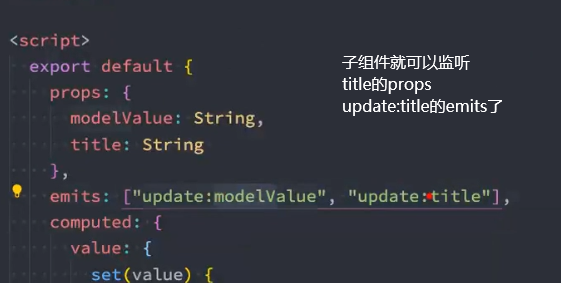 <script>
export default {
props: {
modelValue: String,
title: String
},
emits: ["update:modelValue", "update:title"],
computed: {
value: {
set(value) {
子组件就可以监听
title的props
update:title的emits了